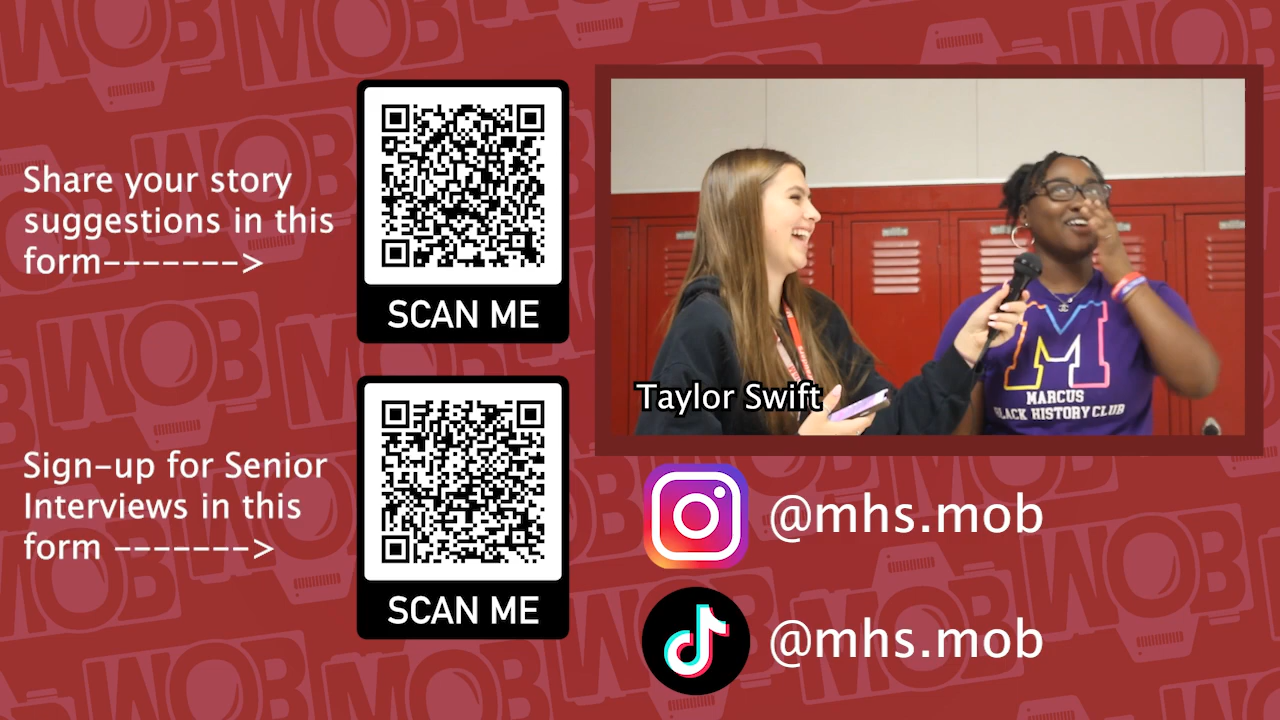 Share your story
suggestions in this
form------->
SCAN ME
Sign-up for Senior
Interviews in this
form ------->
SCAN ME
Taylor Swift
M
MARCUS
BLACK HISTORY CLUB
@mhs.mob
@mhs.mob
MOB